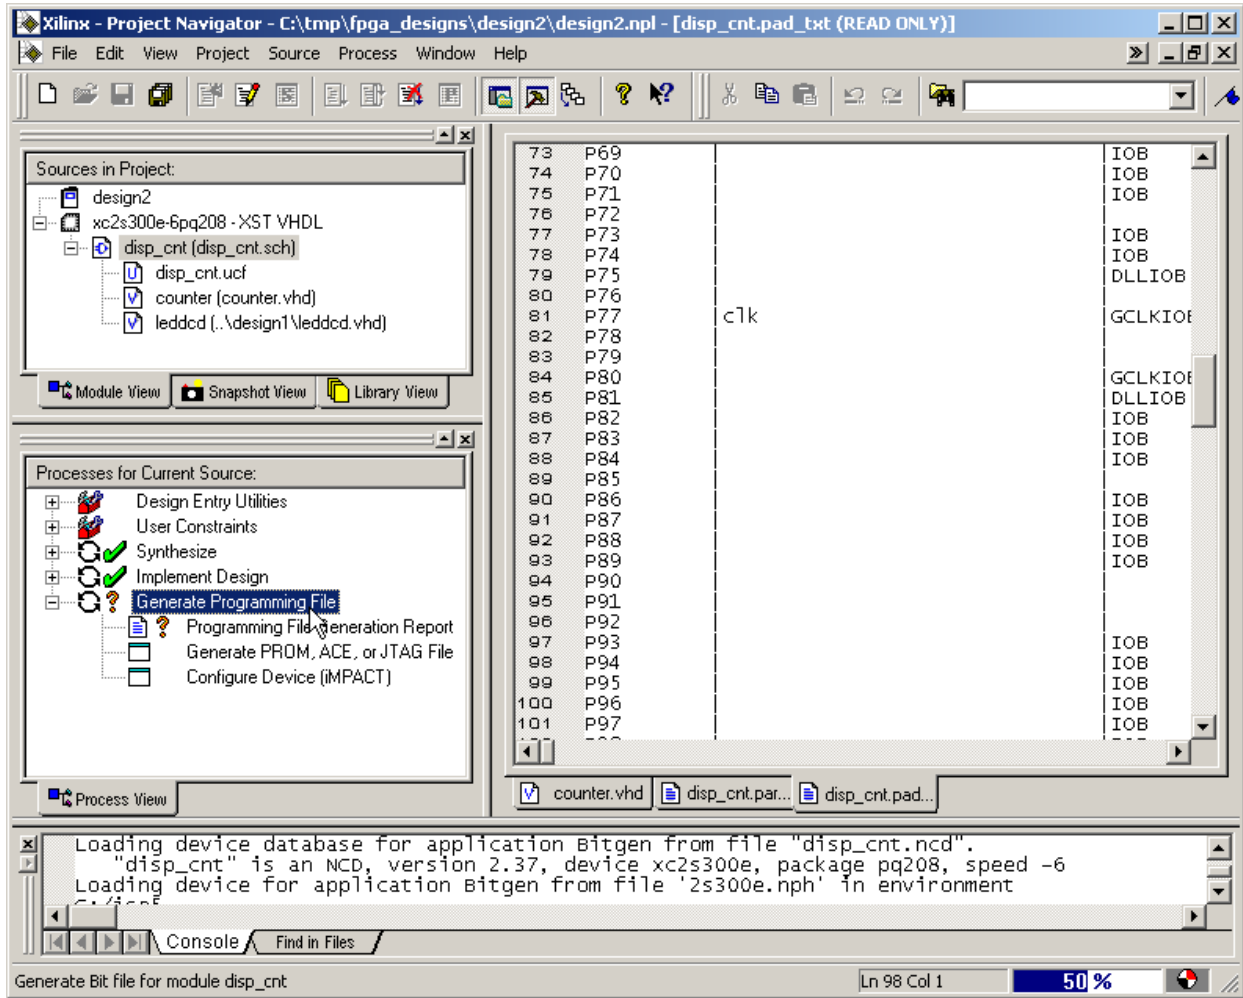 Xilinx - Project Navigator - C:\tmp\fpga_designs\design2\design2.npl - [disp_cnt.pad_txt (READ ONLY)]
File Edit View Project Source Process Window Help
Sources in Project:
design2
xc2s300e-6pq208 - XST VHDL
disp_cnt (disp_cnt.sch)
disp_cnt.ucf
counter (counter.vhd)
leddcd (..\design1\leddcd.vhd)
Module View Snapshot View Library View
Processes for Current Source:
Design Entry Utilities
User Constraints
Synthesize
Implement Design
Generate Programming File
Programming File Generation Report
Generate PROM, ACE, or JTAG File
Configure Device (iMPACT)
Process View
73 P69 | | IOB
74 P70 | | IOB
75 P71 | | IOB
76 P72 | |
77 P73 | | IOB
78 P74 | | IOB
79 P75 | | DLLIOB
80 P76 | |
81 P77 |clk | GCLKIOB
82 P78 | |
83 P79 | |
84 P80 | | GCLKIOB
85 P81 | | DLLIOB
86 P82 | | IOB
87 P83 | | IOB
88 P84 | | IOB
89 P85 | |
90 P86 | | IOB
91 P87 | | IOB
92 P88 | | IOB
93 P89 | | IOB
94 P90 | |
95 P91 | |
96 P92 | |
97 P93 | | IOB
98 P94 | | IOB
99 P95 | | IOB
100 P96 | | IOB
101 P97 | | IOB
counter.vhd disp_cnt.par... disp_cnt.pad...
Loading device database for application Bitgen from file "disp_cnt.ncd".
"disp_cnt" is an NCD, version 2.37, device xc2s300e, package pq208, speed -6
Loading device for application Bitgen from file '2s300e.nph' in environment
Console Find in Files
Generate Bit file for module disp_cnt
Ln 98 Col 1
50 %